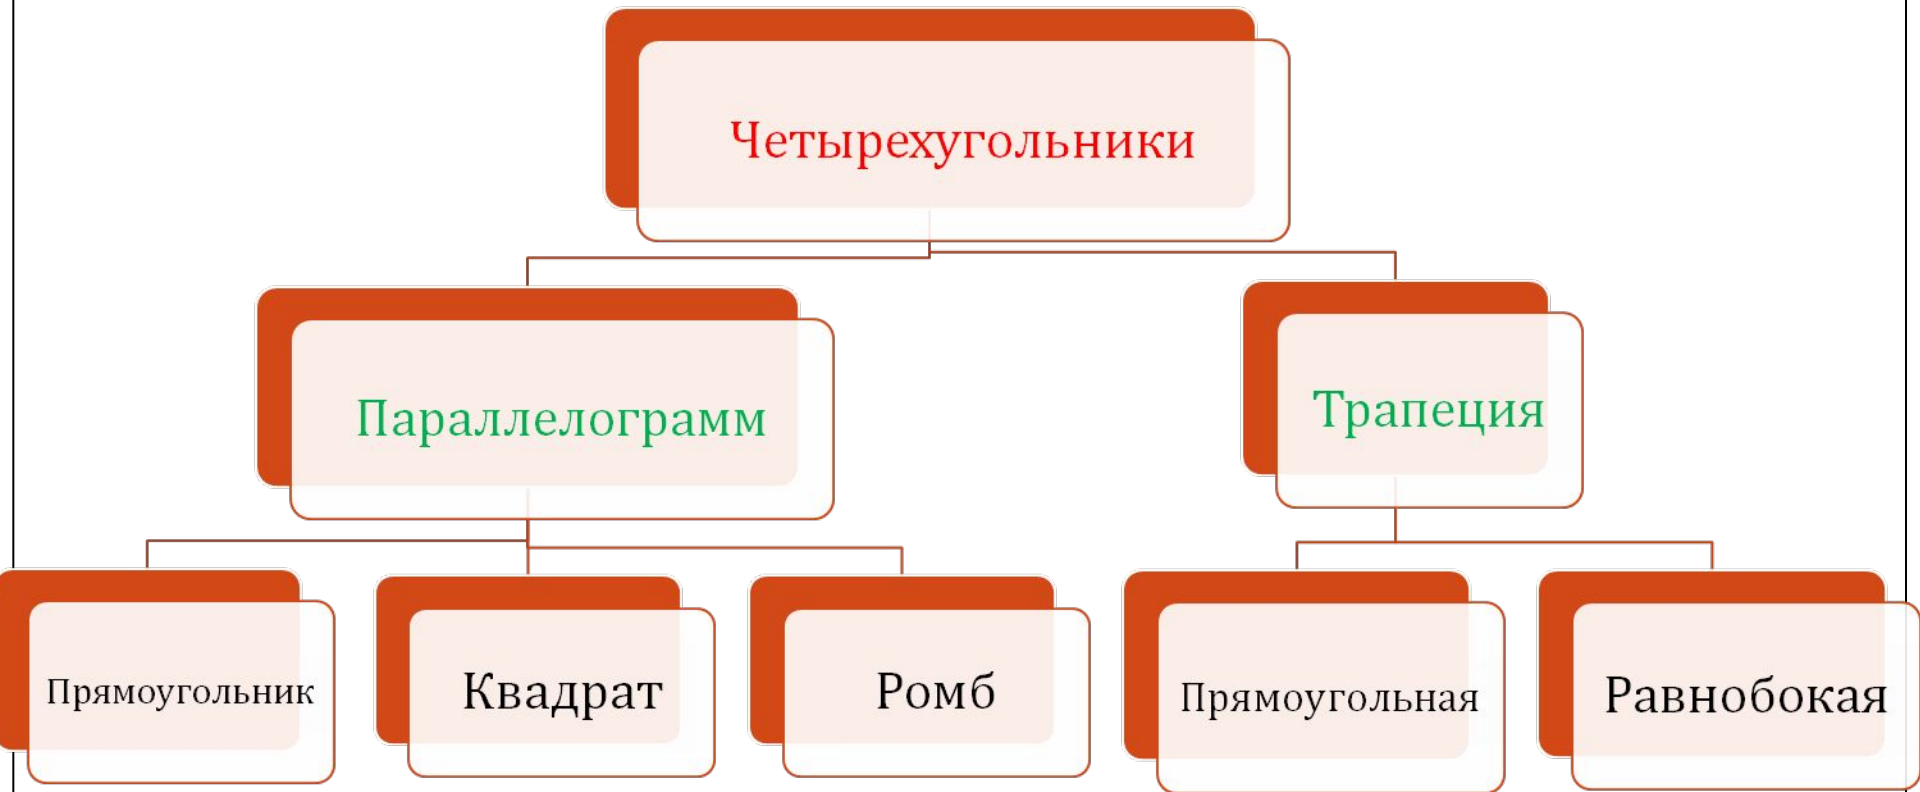 Четырехугольники
Параллелограмм
Трапеция
Прямоугольник
Квадрат
Ромб
Прямоугольная
Равнобокая